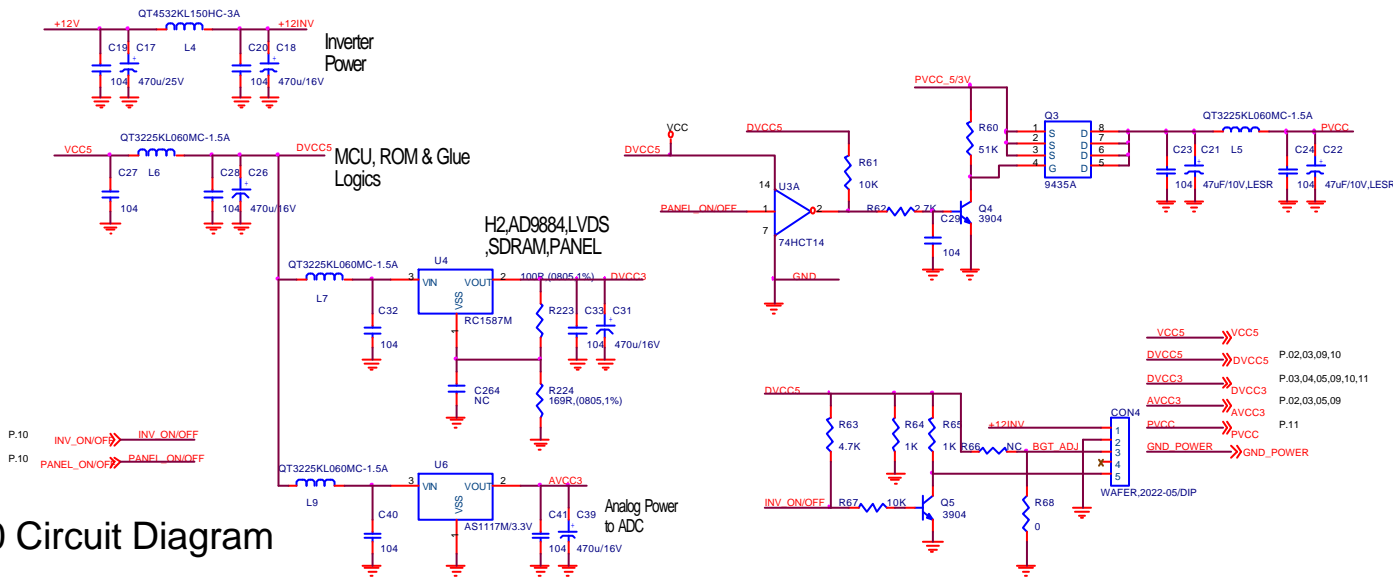 QT4532KL150HC-3A
+12V
+12INV
L4
C19
C17
C20
C18
104
470u/25V
104
470u/16V
Inverter
Power
QT3225KL060MC-1.5A
VCC5
DVCC5
L6
C27
C28
C26
104
104
470u/16V
MCU, ROM & Glue
Logics
H2,AD9884,LVDS
,SDRAM,PANEL
QT3225KL060MC-1.5A
L7
U4
3
VIN
VOUT
2
VSS
1
RC1587M
100R,(0805,1%)
DVCC3
C32
104
R223
C33
C31
104
470u/16V
C264
NC
R224
169R,(0805,1%)
QT3225KL060MC-1.5A
L9
U6
3
VIN
VOUT
2
VSS
1
AS1117M/3.3V
AVCC3
C40
104
C41
C39
104
470u/16V
Analog Power
to ADC
P.10
INV_ON/OFF
INV_ON/OFF
P.10
PANEL_ON/OFF
PANEL_ON/OFF
) Circuit Diagram
PVCC_5/3V
VCC
DVCC5
DVCC5
R61
10K
R60
51K
Q3
1
2
3
4
S
S
S
G
D
D
D
D
8
7
6
5
9435A
QT3225KL060MC-1.5A
L5
PVCC
C23
C21
104
47uF/10V,LESR
C24
C22
104
47uF/10V,LESR
14
U3A
PANEL_ON/OFF
1
2
7
74HCT14
R62
2.7K
C29
104
Q4
3904
GND
DVCC5
R63
4.7K
R64
1K
R65
1K
R66
NC
BGT_ADJ
+12INV
CON4
1
2
3
4
5
WAFER,2022-05/DIP
INV_ON/OFF
R67
10K
Q5
3904
R68
0
VCC5
VCC5
DVCC5
DVCC5
P.02,03,09,10
DVCC3
DVCC3
P.03,04,05,09,10,11
AVCC3
AVCC3
P.02,03,05,09
PVCC
PVCC
P.11
GND_POWER
GND_POWER